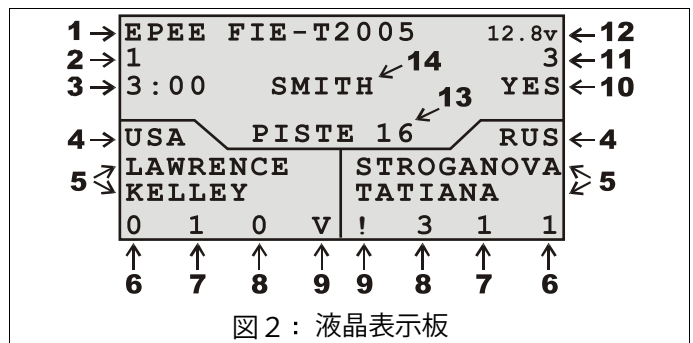 1 EPEE FIE-T2005 12.8v 12
2 1 3 11
3 3:00 SMITH 14 YES 10
13
4 USA PISTE 16 RUS 4
5 LAWRENCE STROGANOVA 5
KELLEY TATIANA
0 1 0 V ! 3 1 1
6 7 8 9 9 8 7 6
図2：液晶表示板